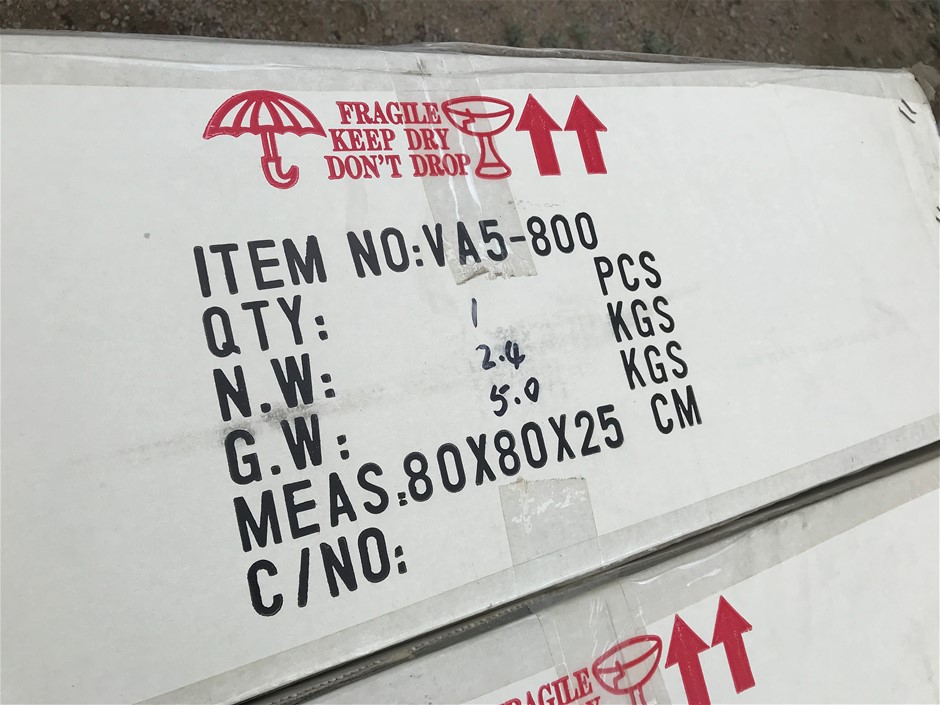 FRAGILE
KEEP DRY
DON'T DROP
ITEM NO:VA5-800
QTY: 1 PCS
N.W: 2.4 KGS
G.W: 5.0 KGS
MEAS.:80X80X25 CM
C/NO:
FRAGILE